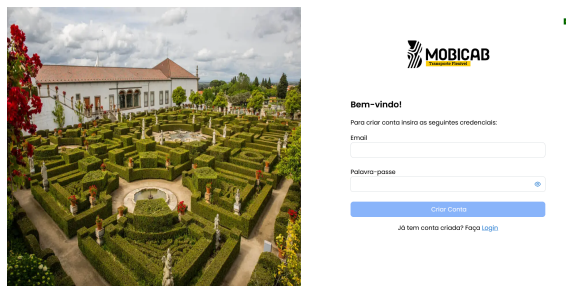 MOBICAB
Transporte Flexível
Bem-vindo!
Para criar conta insira as seguintes credenciais:
Email
Palavra-passe
Criar Conta
Já tem conta criada? Faça Login